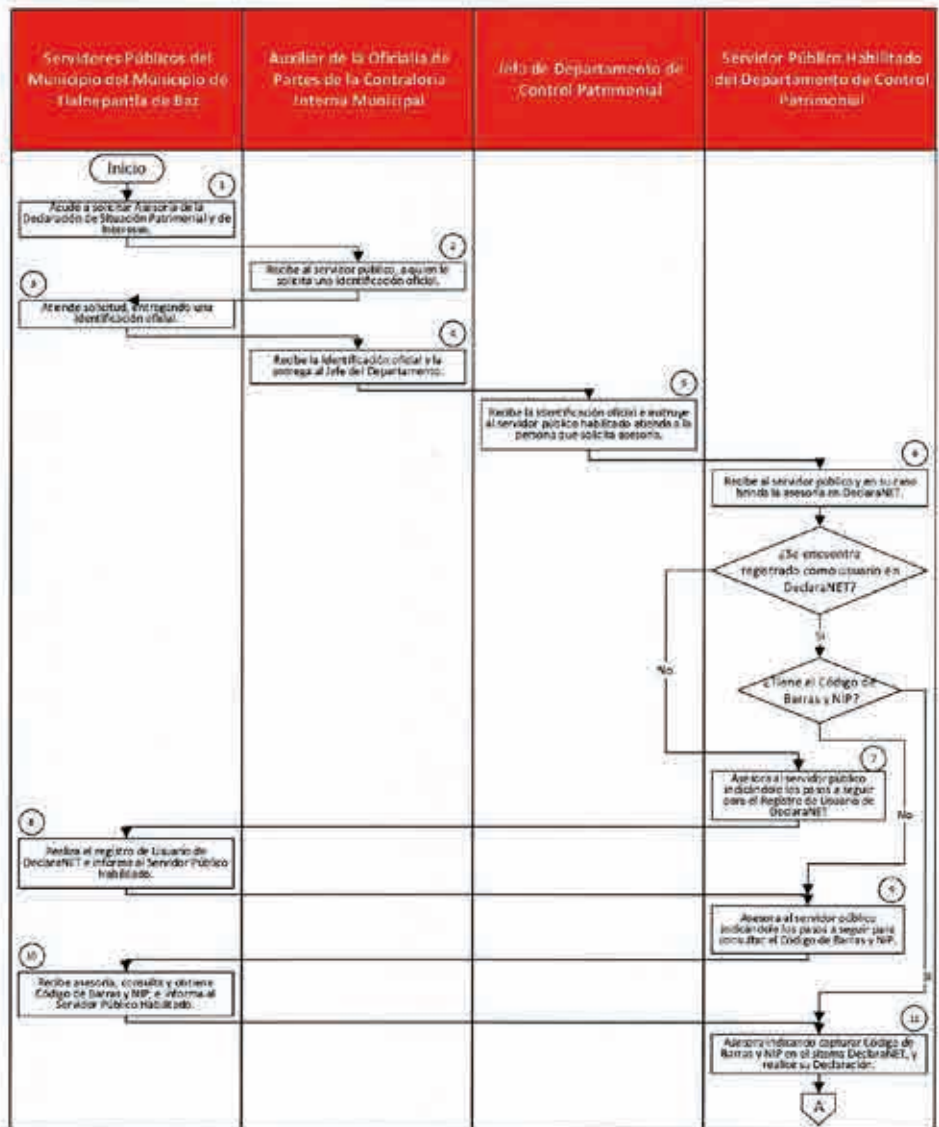 Servidores Públicos del
Municipio del Municipio de
Tlalnepantla de Baz
Auxiliar de la Oficialía de
Partes de la Contraloría
Interna Municipal
Jefa de Departamento de
Control Patrimonial
Servidor Público Habilitado
del Departamento de Control
Patrimonial
Inicio
1
Acude a solicitar Asesoría de la
Declaración de Situación Patrimonial y de
Intereses.
2
Recibe al servidor público, a quien le
solicita una identificación oficial.
3
Atiende solicitud, entregando una
identificación oficial.
4
Recibe la identificación oficial y la
entrega al Jefe del Departamento.
5
Recibe la identificación oficial e instruye
al servidor público habilitado atienda a la
persona que solicita asesoría.
6
Recibe al servidor público y en su caso
brinda la asesoría en DeclaraNET.
¿Se encuentra
registrado como usuario en
DeclaraNET?
Si
No
¿Tiene el Código de
Barras y NIP?
7
Asesora al servidor público
indicándole los pasos a seguir
para el Registro de Usuario de
DeclaraNET
No
8
Realiza el registro de Usuario de
DeclaraNET e informa al Servidor Público
Habilitado.
9
Asesora al servidor público
indicándole los pasos a seguir para
consultar el Código de Barras y NIP.
10
Recibe asesoría, consulta y obtiene
Código de Barras y NIP, e informa al
Servidor Público Habilitado.
Si
11
Asesora indicando capturar Código de
Barras y NIP en el sistema DeclaraNET, y
realice su Declaración.
A